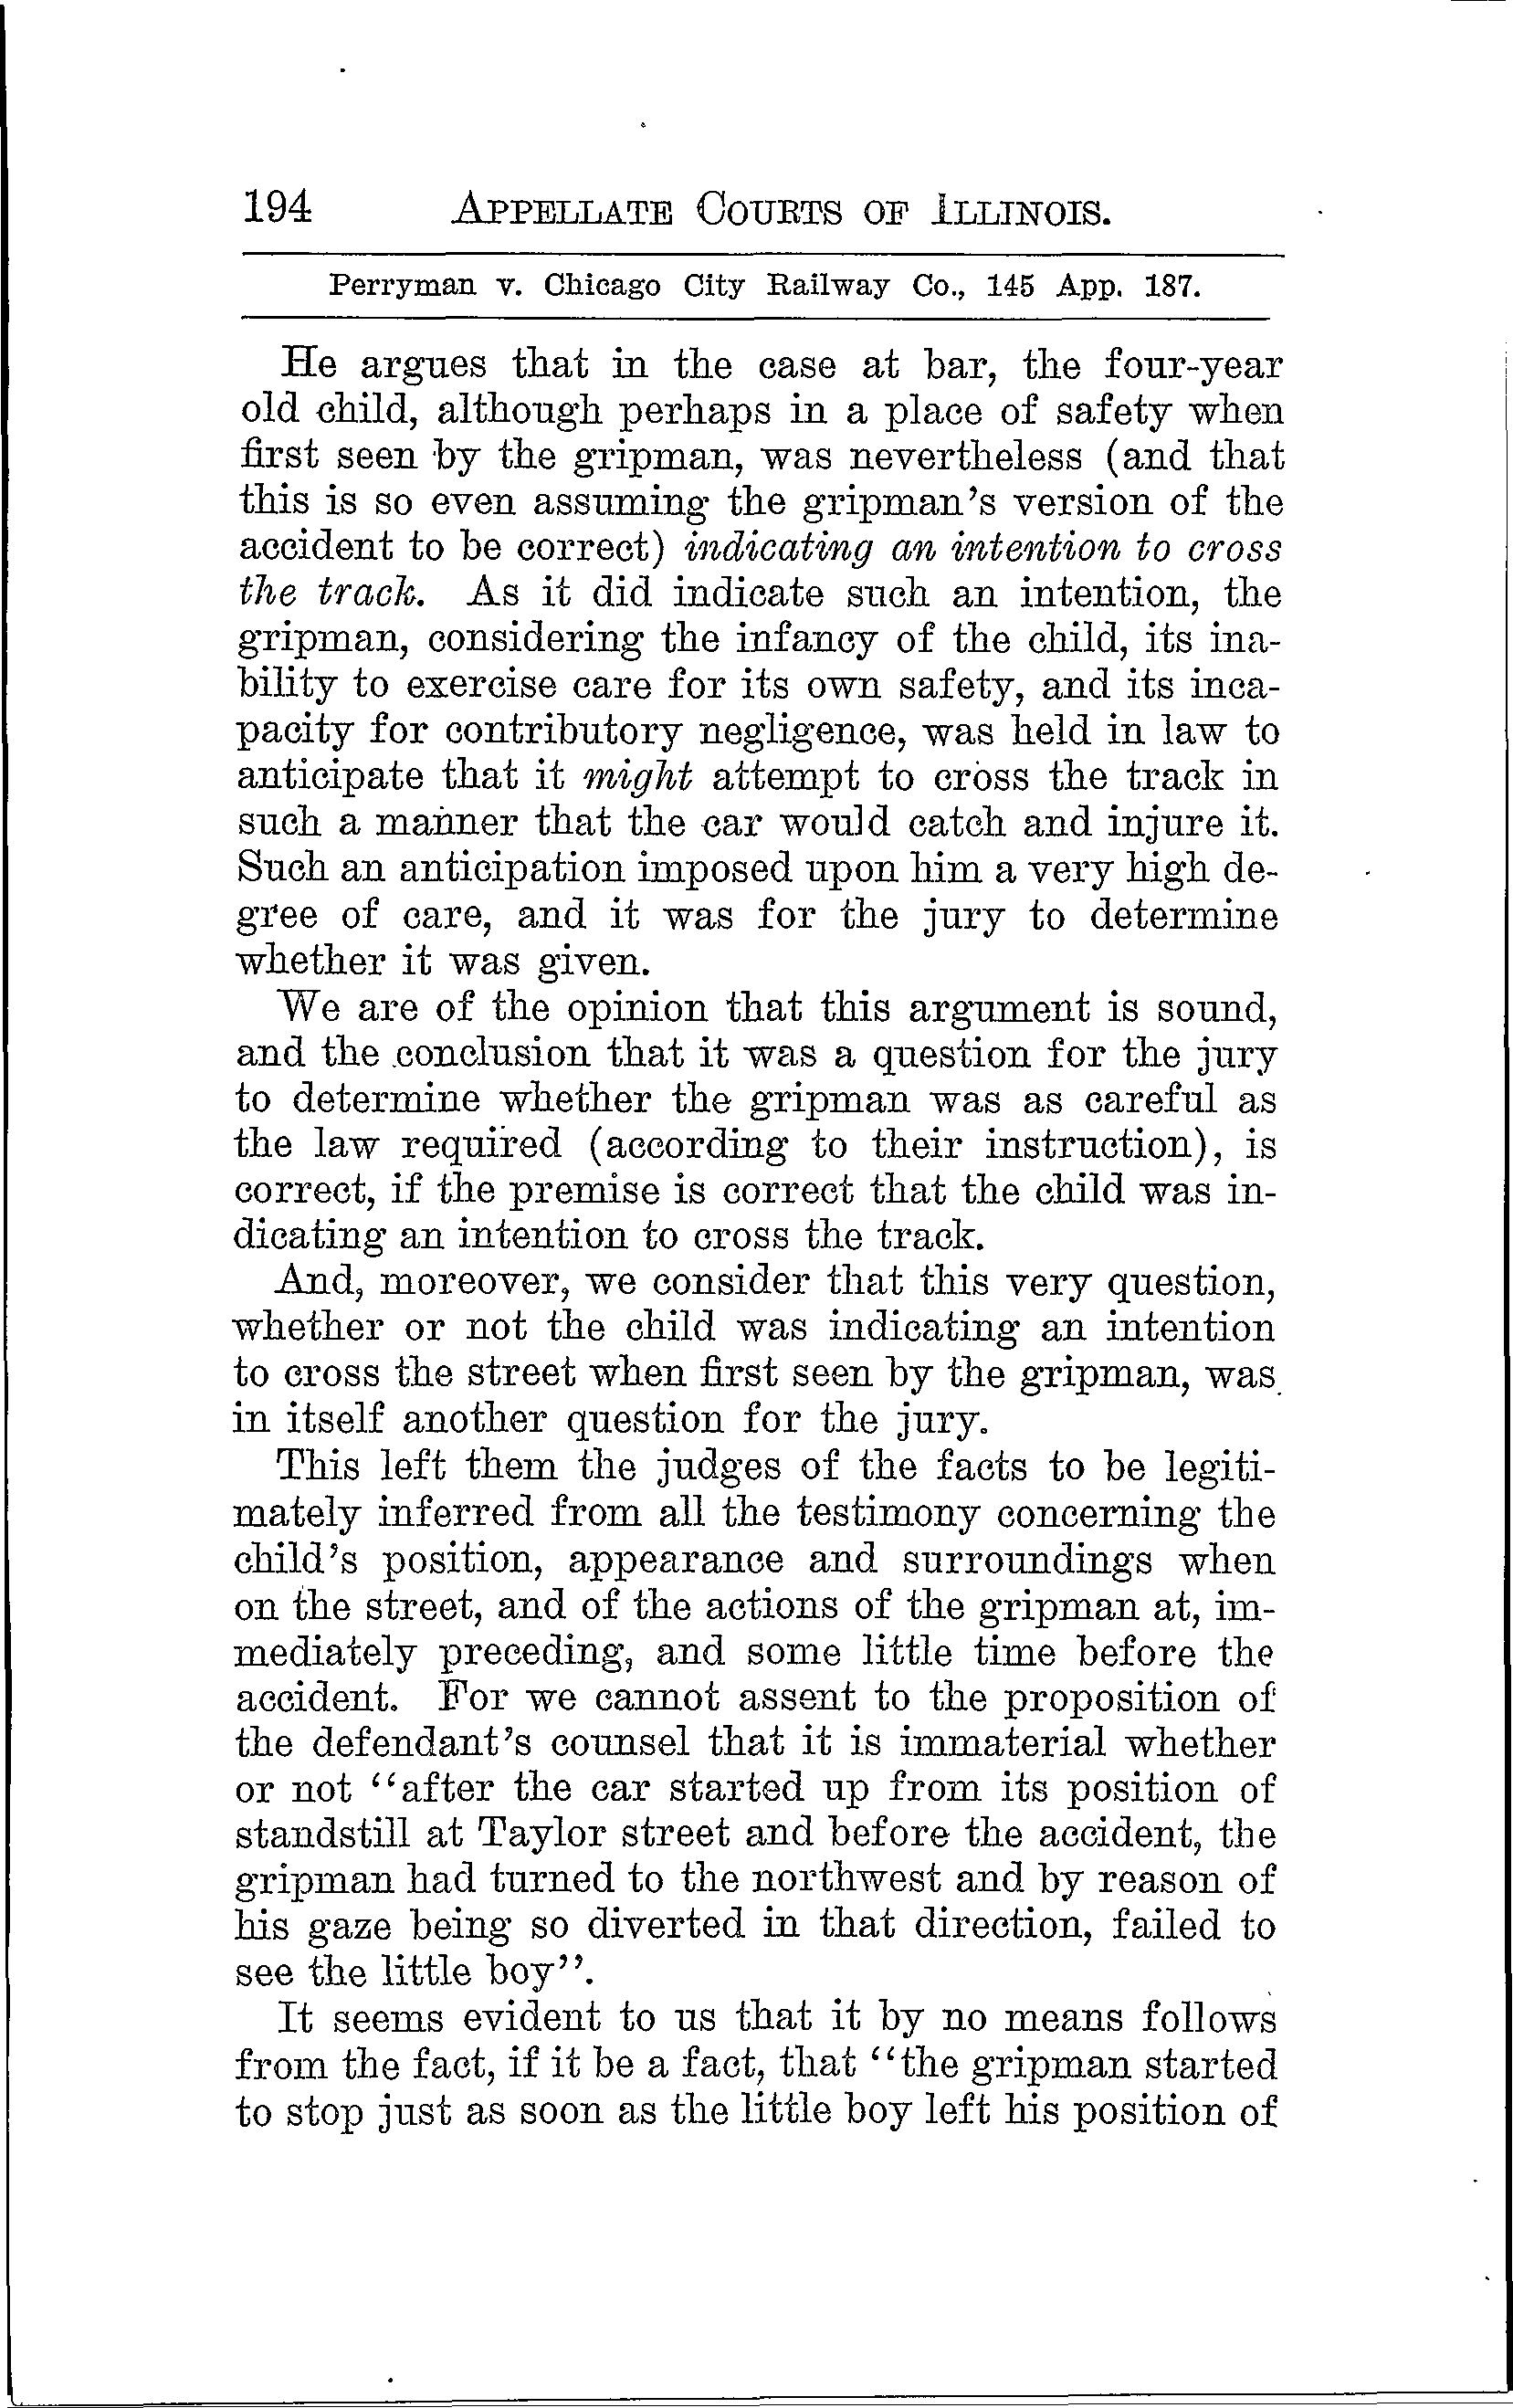 194 APPELLATE COURTS OF ILLINOIS.
Perryman v. Chicago City Railway Co., 145 App. 187.
He argues that in the case at bar, the four-year
old child, although perhaps in a place of safety when
first seen by the gripman, was nevertheless (and that
this is so even assuming the gripman's version of the
accident to be correct) indicating an intention to cross
the track. As it did indicate such an intention, the
gripman, considering the infancy of the child, its ina-
bility to exercise care for its own safety, and its inca-
pacity for contributory negligence, was held in law to
anticipate that it might attempt to cross the track in
such a manner that the car would catch and injure it.
Such an anticipation imposed upon him a very high de-
gree of care, and it was for the jury to determine
whether it was given.
We are of the opinion that this argument is sound,
and the conclusion that it was a question for the jury
to determine whether the gripman was as careful as
the law required (according to their instruction), is
correct, if the premise is correct that the child was in-
dicating an intention to cross the track.
And, moreover, we consider that this very question,
whether or not the child was indicating an intention
to cross the street when first seen by the gripman, was
in itself another question for the jury.
This left them the judges of the facts to be legiti-
mately inferred from all the testimony concerning the
child's position, appearance and surroundings when
on the street, and of the actions of the gripman at, im-
mediately preceding, and some little time before the
accident. For we cannot assent to the proposition of
the defendant's counsel that it is immaterial whether
or not "after the car started up from its position of
standstill at Taylor street and before the accident, the
gripman had turned to the northwest and by reason of
his gaze being so diverted in that direction, failed to
see the little boy".
It seems evident to us that it by no means follows
from the fact, if it be a fact, that "the gripman started
to stop just as soon as the little boy left his position of